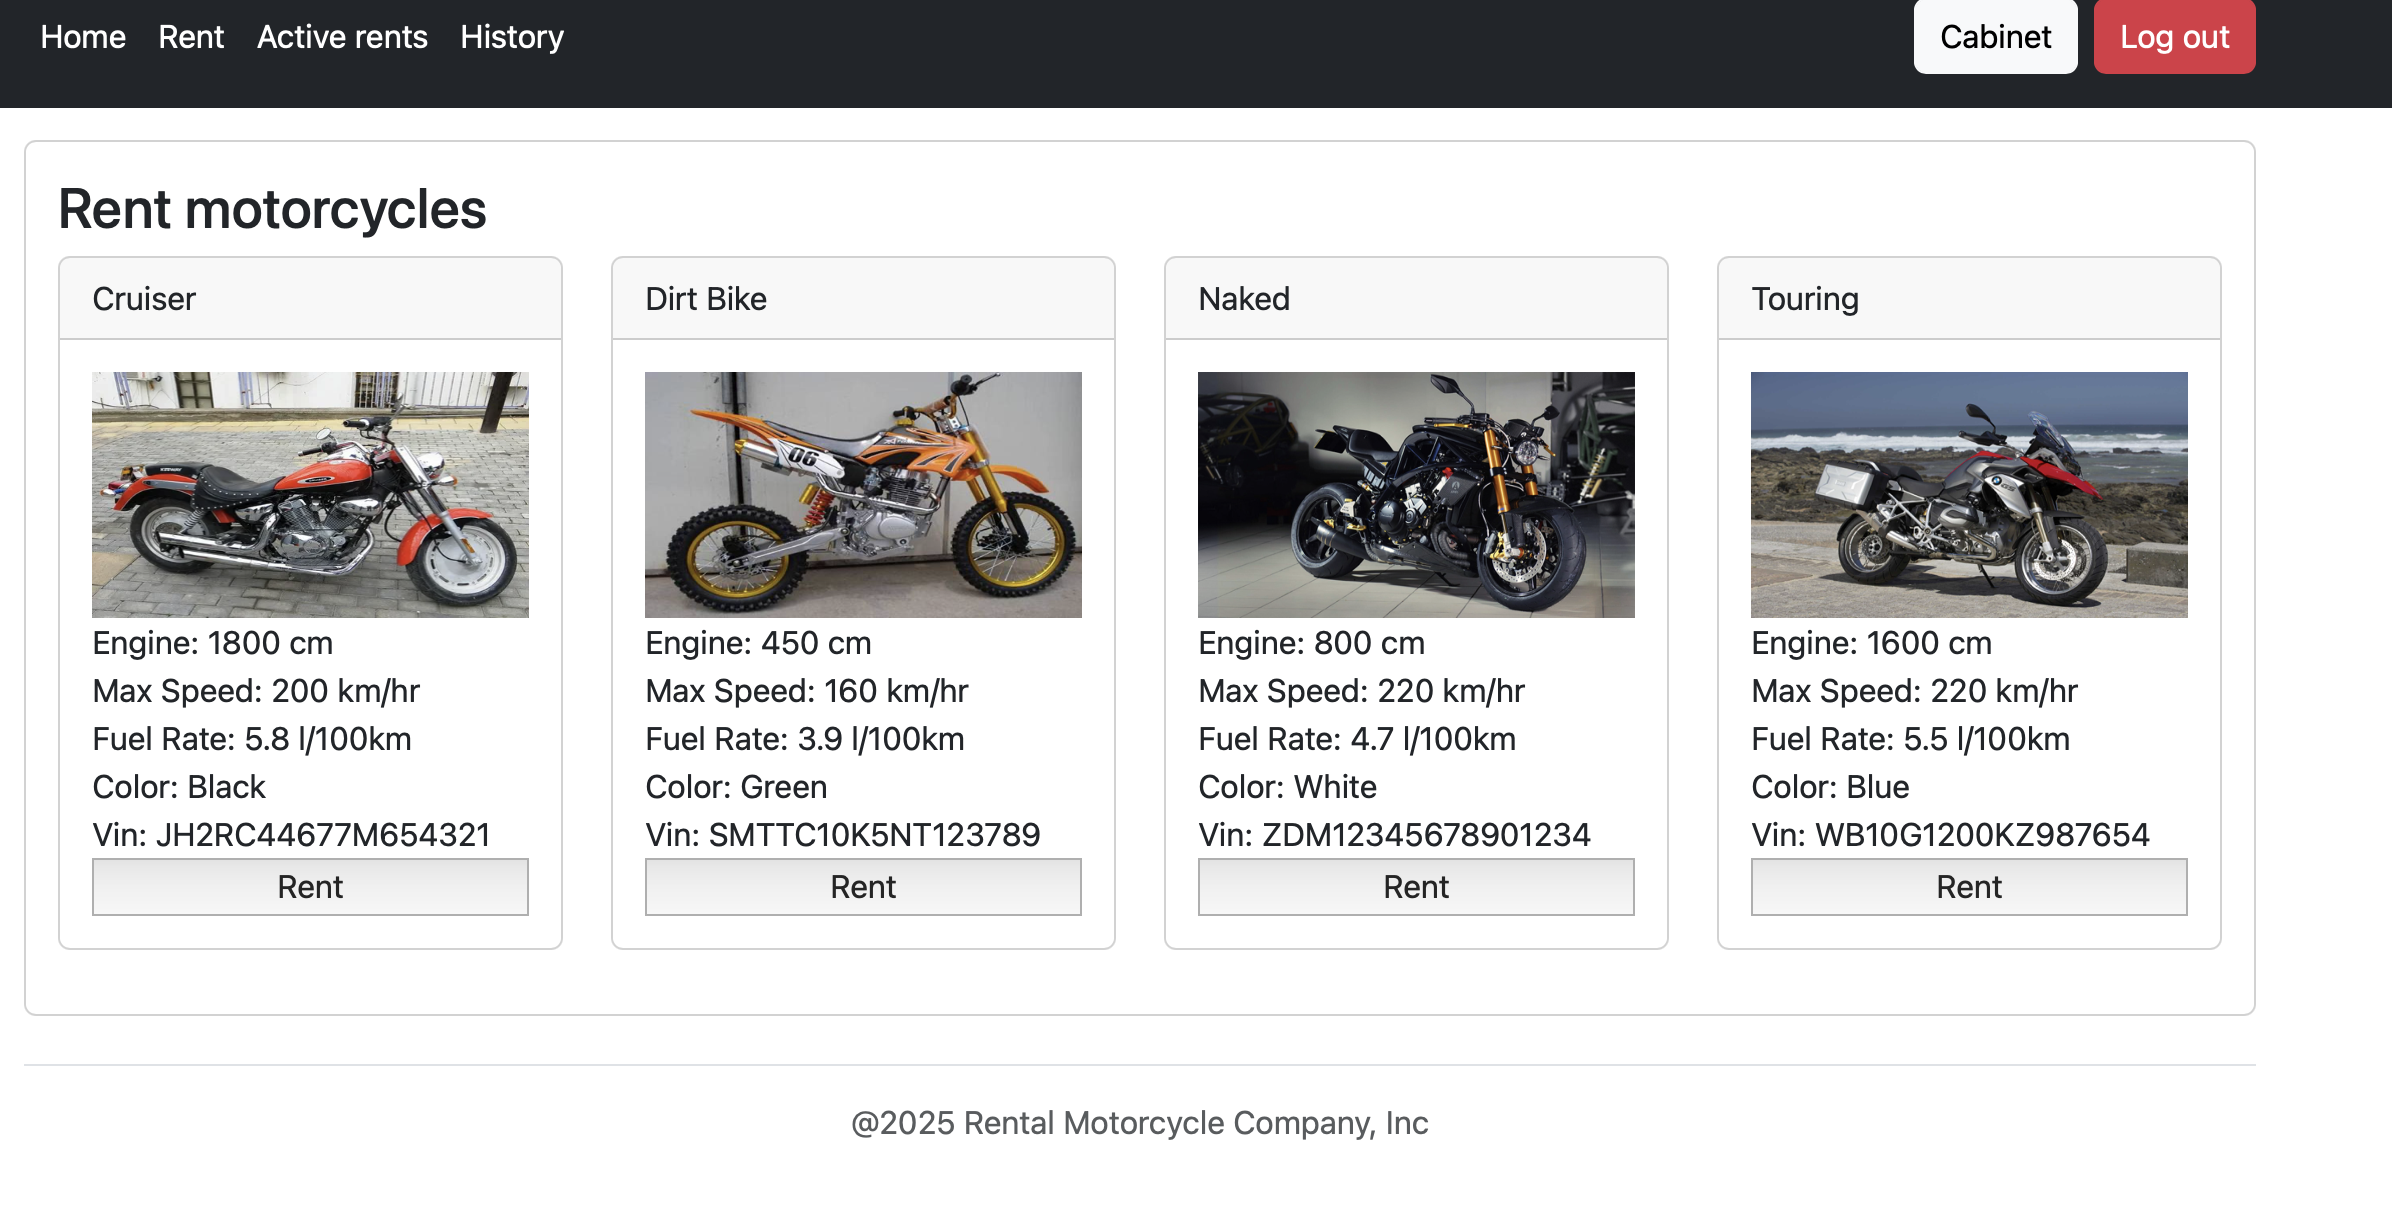 Home Rent Active rents History Cabinet Log out
Rent motorcycles
Cruiser
06
Engine: 1800 cm
Max Speed: 200 km/hr
Fuel Rate: 5.8 l/100km
Color: Black
Vin: JH2RC44677M654321
Rent
Dirt Bike
Engine: 450 cm
Max Speed: 160 km/hr
Fuel Rate: 3.9 l/100km
Color: Green
Vin: SMTTC10K5NT123789
Rent
Naked
Engine: 800 cm
Max Speed: 220 km/hr
Fuel Rate: 4.7 l/100km
Color: White
Vin: ZDM12345678901234
Rent
Touring
GS
Engine: 1600 cm
Max Speed: 220 km/hr
Fuel Rate: 5.5 l/100km
Color: Blue
Vin: WB10G1200KZ987654
Rent
@2025 Rental Motorcycle Company, Inc